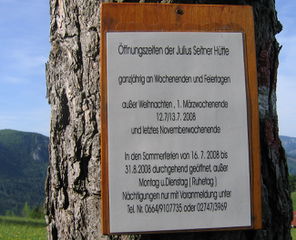 Öffnungszeiten der Julius Seitner Hütte
ganzjährig an Wochenenden und Feiertagen
außer Weihnachten , 1. Märzwochenende
12.7/13.7. 2008
und letztes Novemberwochenende
In den Sommerferien von 16. 7. 2008 bis
31.8.2008 durchgehend geöffnet, außer
Montag u.Dienstag ( Ruhetag )
Nächtigungen nur mit Voranmeldung unter
Tel. Nr. 0664/9107735 oder 02747/3969